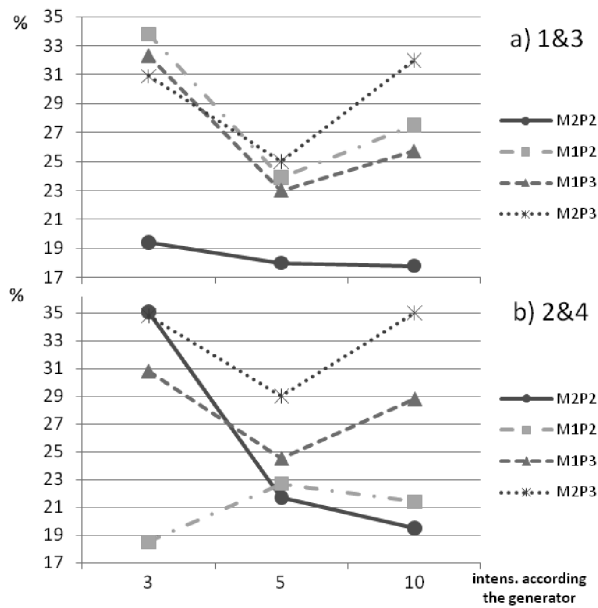 %
35
33
31
29
27
25
23
21
19
17
a) 1&3
M2P2
M1P2
M1P3
M2P3
%
35
33
31
29
27
25
23
21
19
17
b) 2&4
M2P2
M1P2
M1P3
M2P3
3 5 10
intens. according
the generator